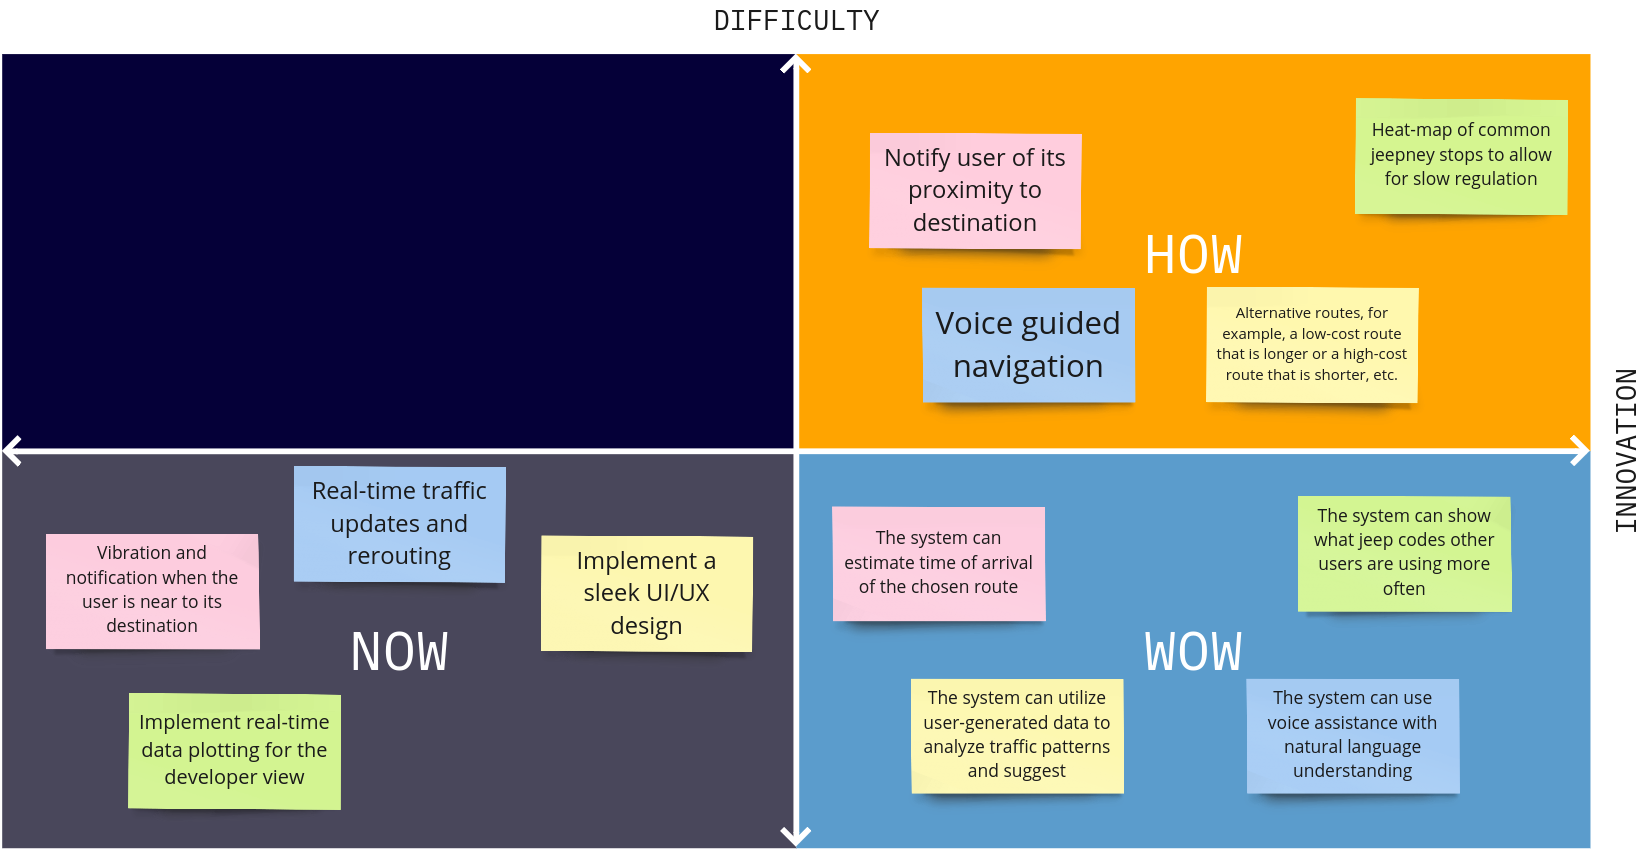 DIFFICULTY
Notify user of its
proximity to
destination
Heat-map of common
jeepney stops to allow
for slow regulation
HOW
Voice guided
navigation
Alternative routes, for
example, a low-cost route
that is longer or a high-cost
route that is shorter, etc.
INNOVATION
Vibration and
notification when the
user is near to its
destination
Real-time traffic
updates and
rerouting
Implement a
sleek UI/UX
design
NOW
Implement real-time
data plotting for the
developer view
The system can
estimate time of arrival
of the chosen route
The system can show
what jeep codes other
users are using more
often
WOW
The system can utilize
user-generated data to
analyze traffic patterns
and suggest
The system can use
voice assistance with
natural language
understanding